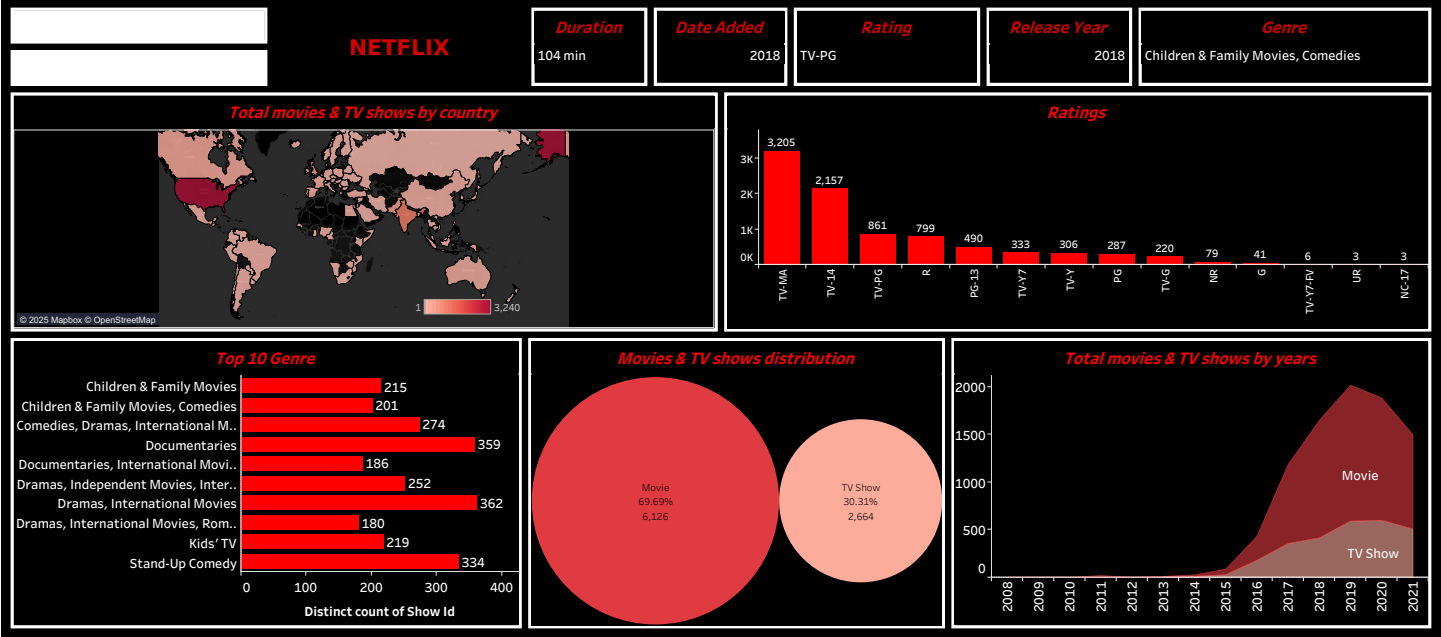 NETFLIX
Duration
104 min
Date Added
2018
Rating
TV-PG
Release Year
2018
Genre
Children & Family Movies, Comedies
Total movies & TV shows by country
© 2025 Mapbox © OpenStreetMap
1
3,240
Ratings
3K
2K
1K
0K
3,205
2,157
861
799
490
333
306
287
220
79
41
6
3
3
TV-MA
TV-14
TV-PG
R
PG-13
TV-Y7
TV-Y
PG
TV-G
NR
G
TV-Y7-FV
UR
NC-17
Top 10 Genre
Children & Family Movies 215
Children & Family Movies, Comedies 201
Comedies, Dramas, International M.. 274
Documentaries 359
Documentaries, International Movi.. 186
Dramas, Independent Movies, Inter.. 252
Dramas, International Movies 362
Dramas, International Movies, Rom.. 180
Kids' TV 219
Stand-Up Comedy 334
0 100 200 300 400
Distinct count of Show Id
Movies & TV shows distribution
Movie
69.69%
6,126
TV Show
30.31%
2,664
Total movies & TV shows by years
2000
1500
1000
500
0
Movie
TV Show
2008
2009
2010
2011
2012
2013
2014
2015
2016
2017
2018
2019
2020
2021